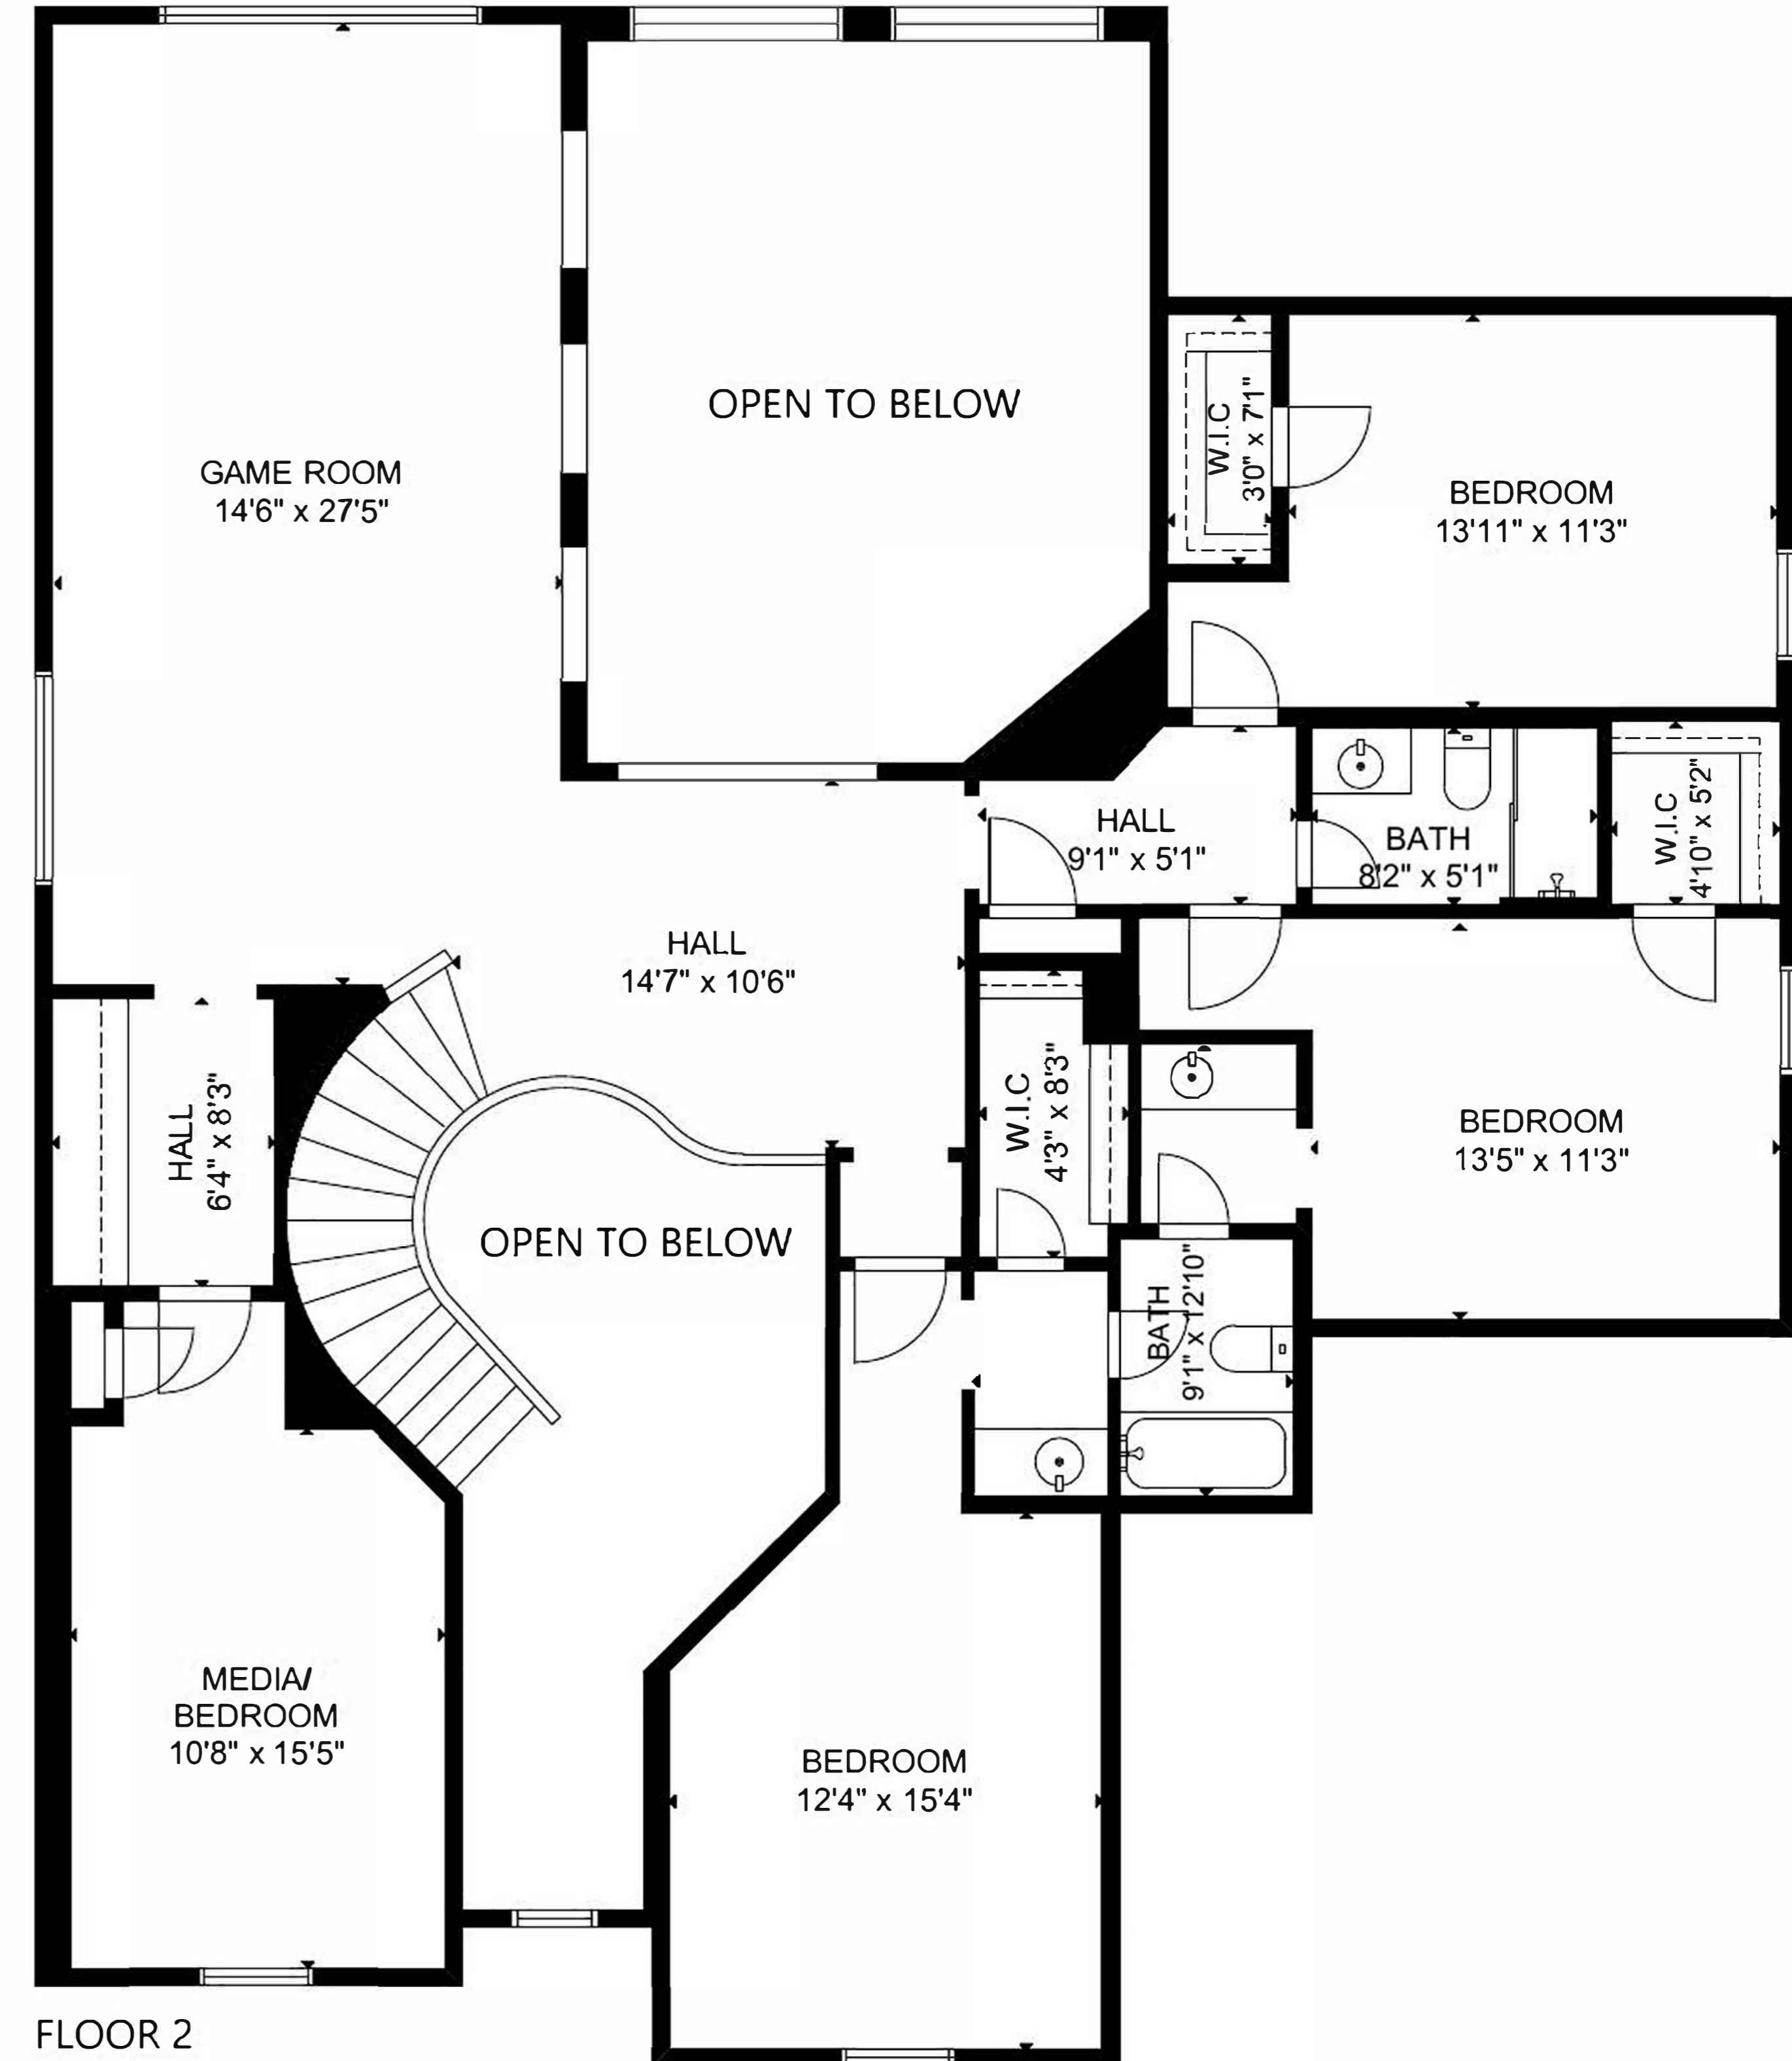 OPEN TO BELOW
W.I.C
3'0" x 7'1"
GAME ROOM
14'6" x 27'5"
BEDROOM
13'11" x 11'3"
HALL
9'1" x 5'1"
BATH
8'2" x 5'1"
W.I.C
4'10" x 5'2"
HALL
14'7" x 10'6"
HALL
6'4" x 8'3"
W.I.C
4'3" x 8'3"
BEDROOM
13'5" x 11'3"
OPEN TO BELOW
BATH
9'1" x 12'10"
MEDIA/
BEDROOM
10'8" x 15'5"
BEDROOM
12'4" x 15'4"
FLOOR 2